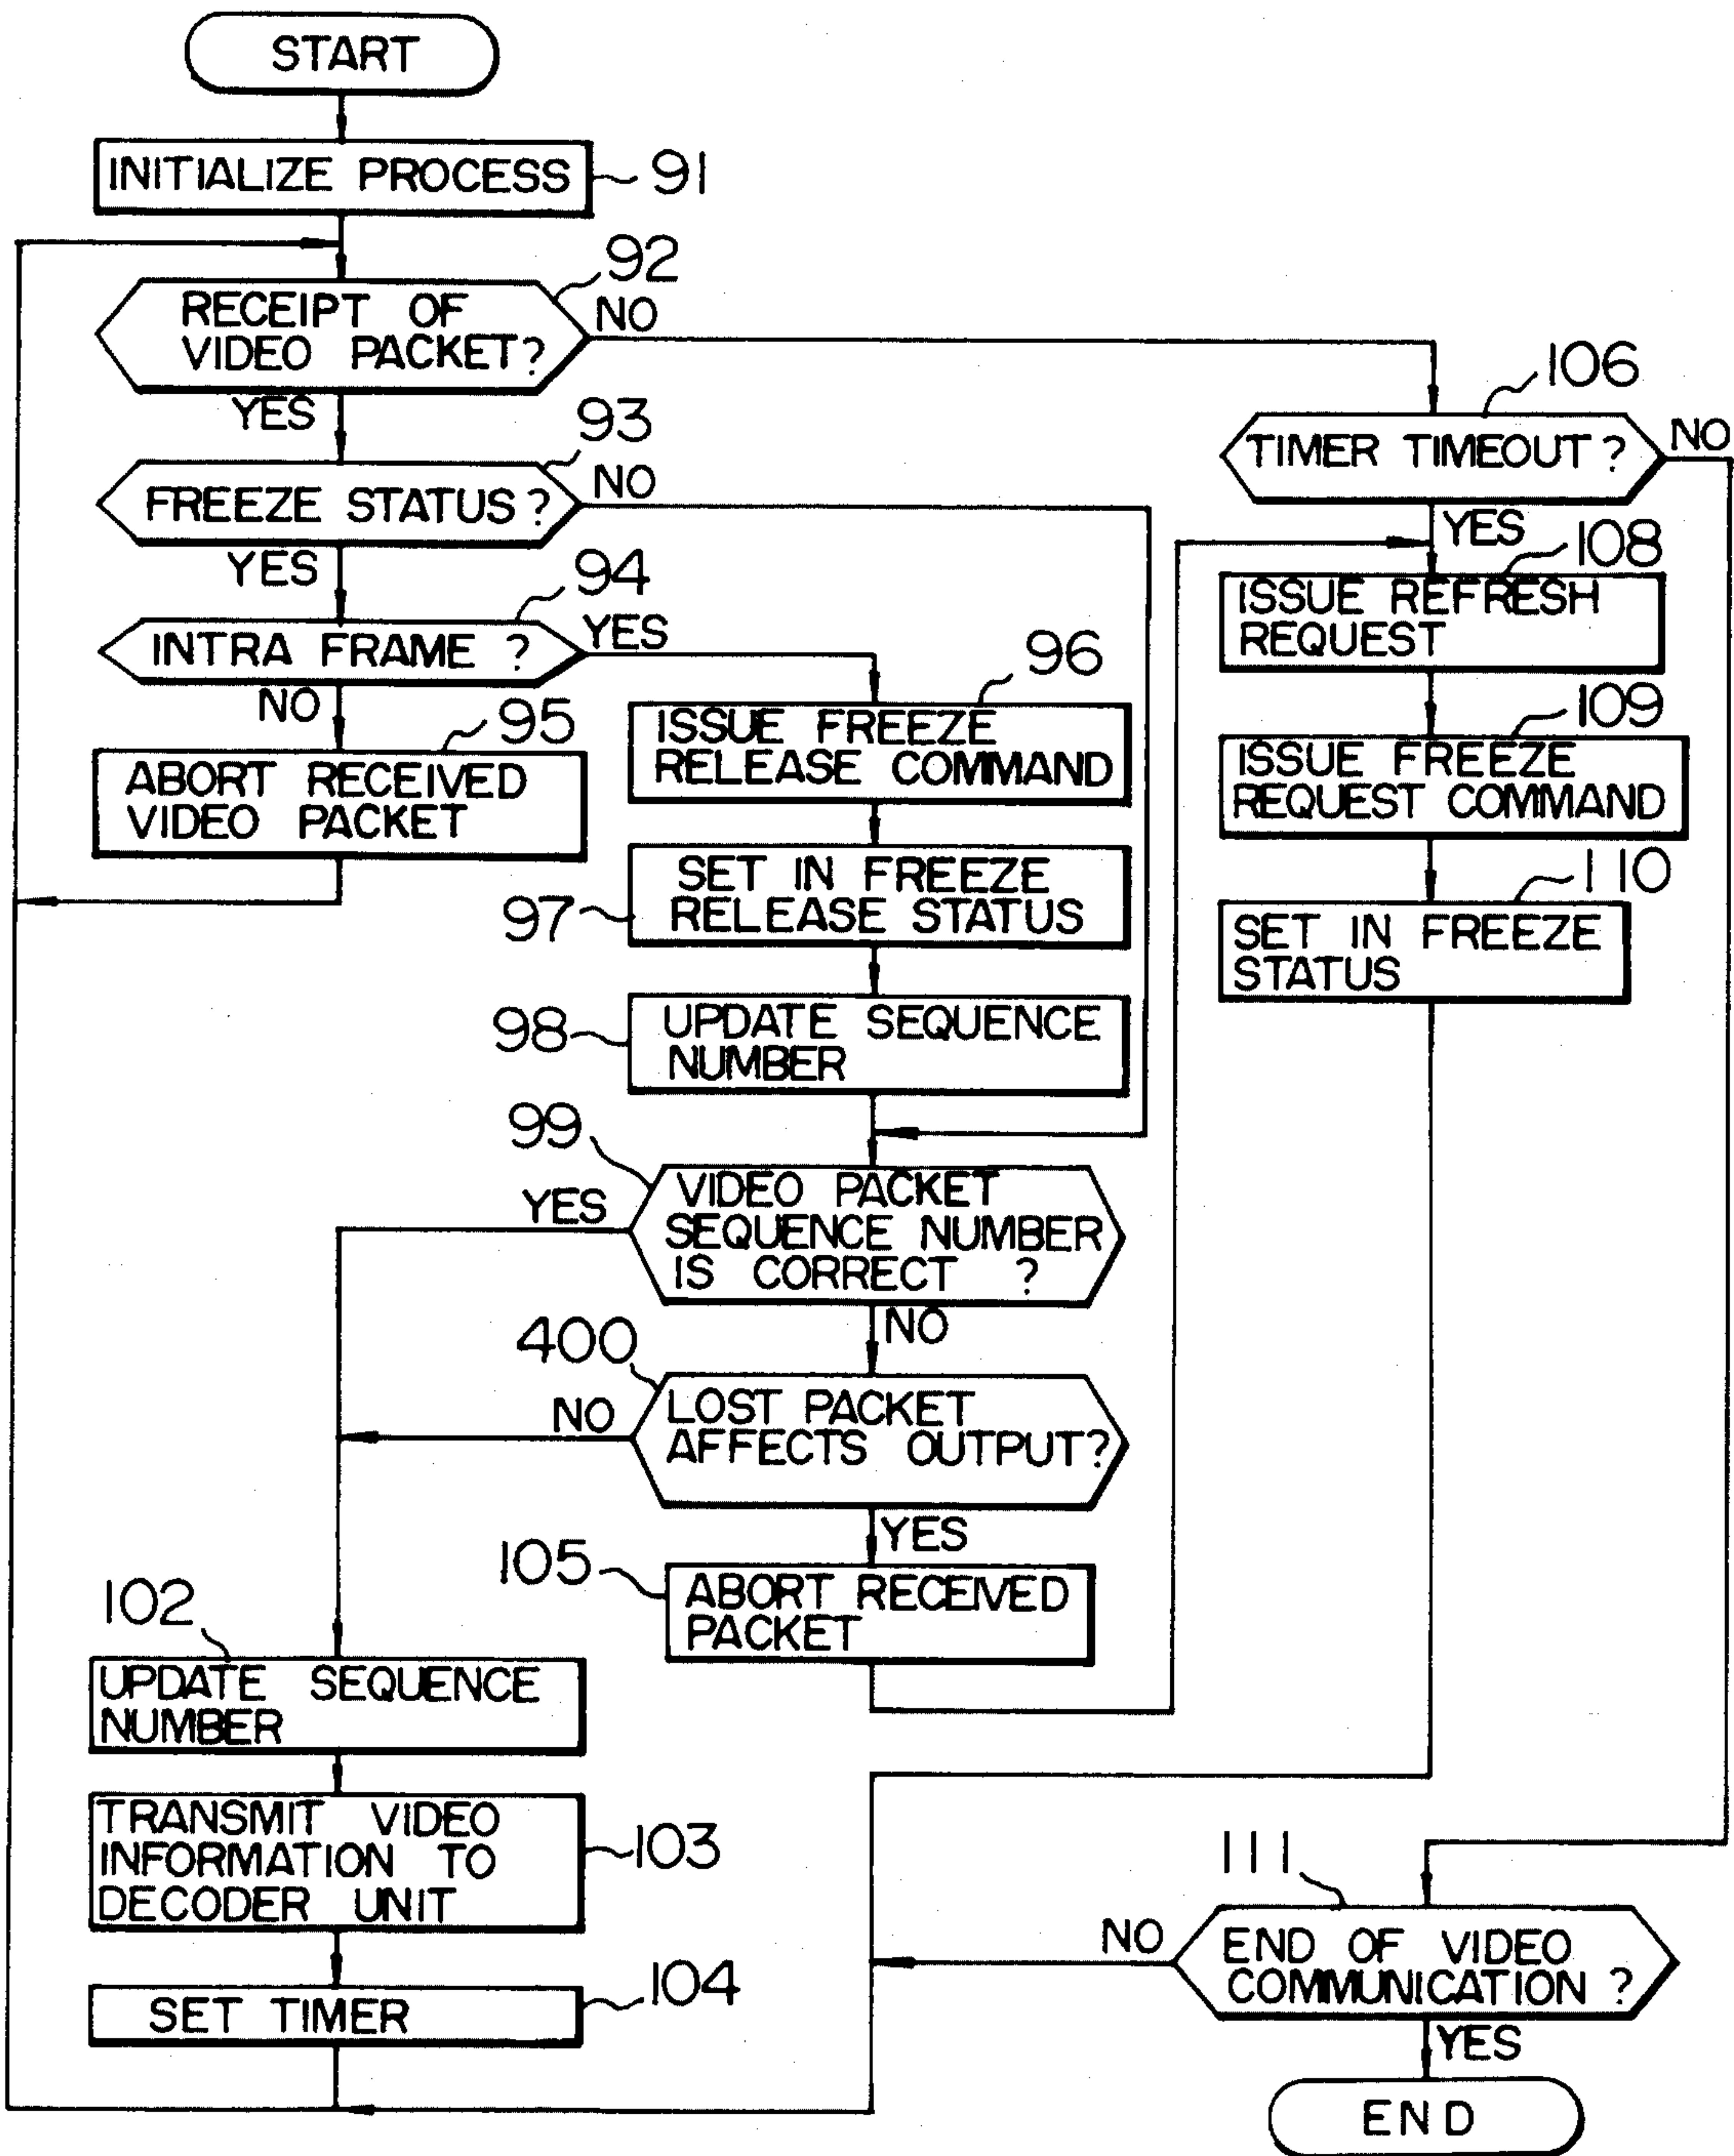 START
INITIALIZE PROCESS
91
92
RECEIPT OF
VIDEO PACKET?
NO
YES
93
FREEZE STATUS?
NO
YES
94
INTRA FRAME ?
YES
NO
95
ABORT RECEIVED
VIDEO PACKET
96
ISSUE FREEZE
RELEASE COMMAND
97
SET IN FREEZE
RELEASE STATUS
98
UPDATE SEQUENCE
NUMBER
99
VIDEO PACKET
SEQUENCE NUMBER
IS CORRECT ?
YES
NO
400
LOST PACKET
AFFECTS OUTPUT?
NO
YES
105
ABORT RECEIVED
PACKET
102
UPDATE SEQUENCE
NUMBER
TRANSMIT VIDEO
INFORMATION TO
DECODER UNIT
103
SET TIMER
104
106
TIMER TIMEOUT?
NO
YES
108
ISSUE REFRESH
REQUEST
109
ISSUE FREEZE
REQUEST COMMAND
110
SET IN FREEZE
STATUS
111
END OF VIDEO
COMMUNICATION ?
NO
YES
END